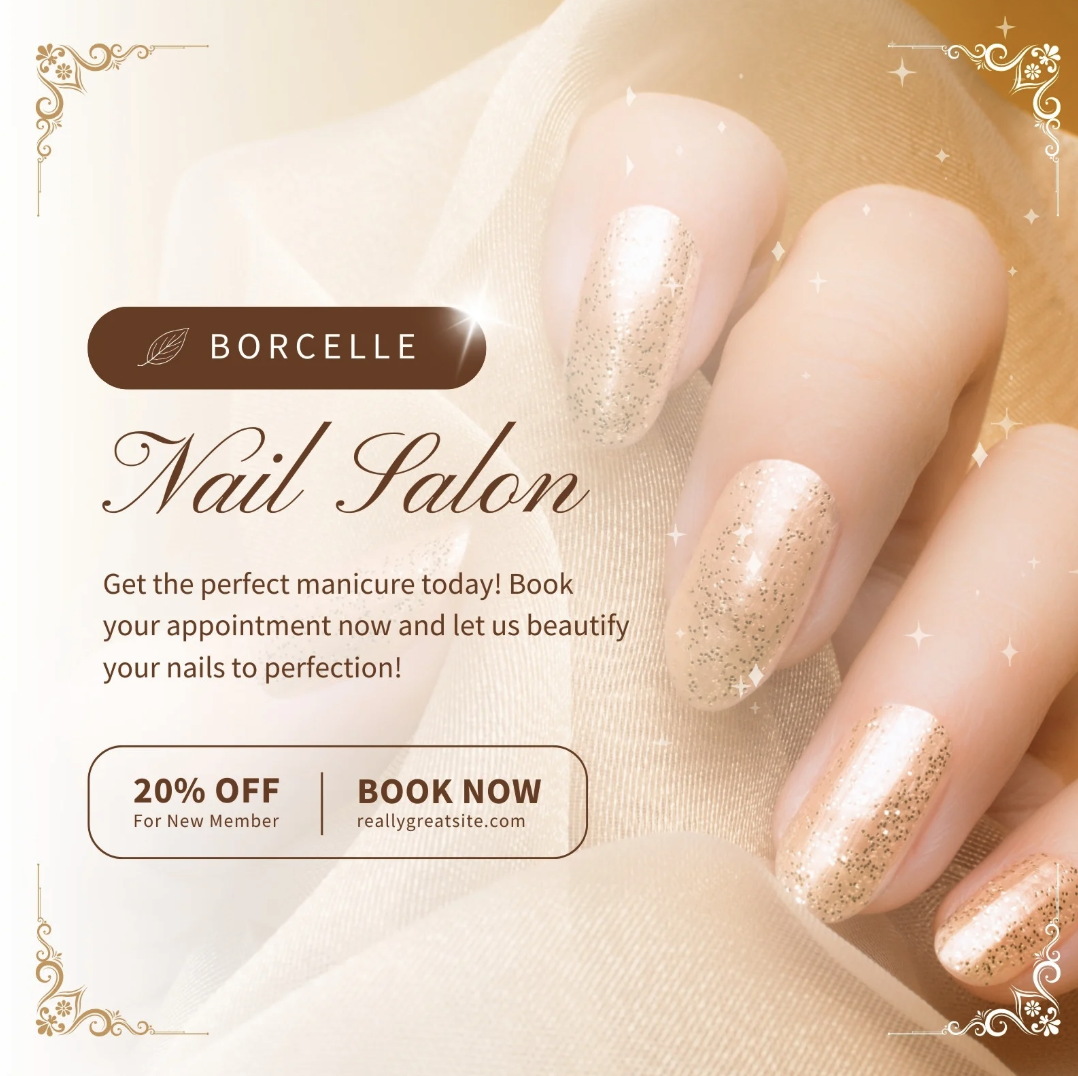 BORCELLE
Nail Salon
Get the perfect manicure today! Book
your appointment now and let us beautify
your nails to perfection!
20% OFF
For New Member
BOOK NOW
reallygreatsite.com